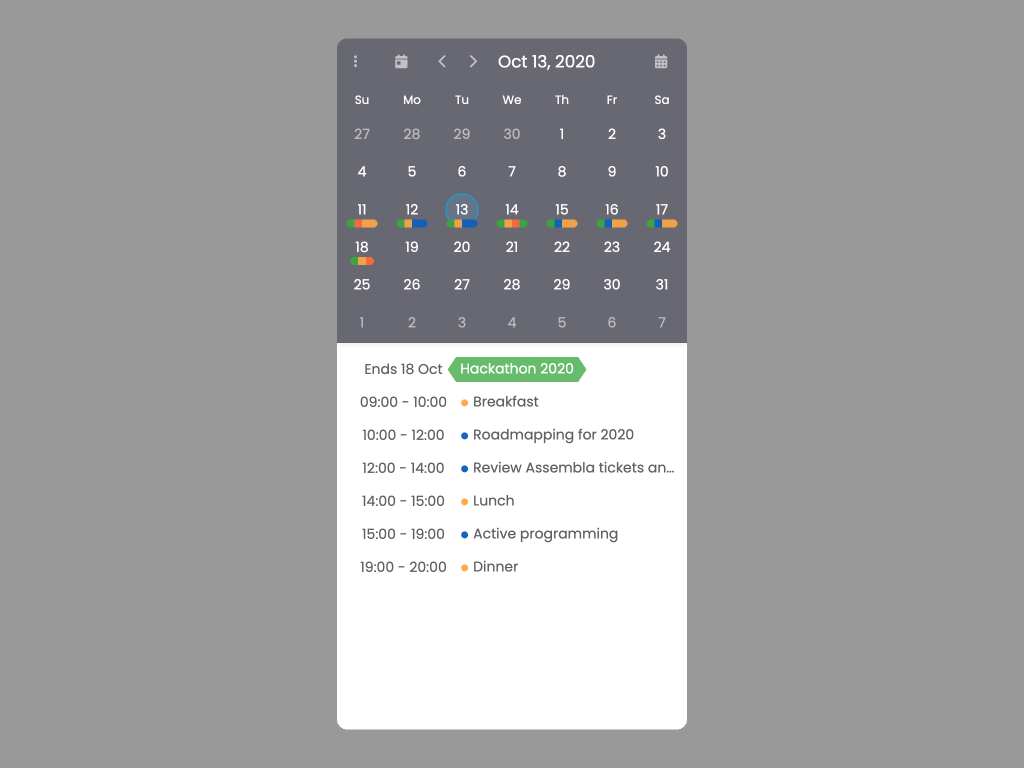 Oct 13, 2020
Su Mo Tu We Th Fr Sa
27 28 29 30 1 2 3
4 5 6 7 8 9 10
11 12 13 14 15 16 17
18 19 20 21 22 23 24
25 26 27 28 29 30 31
1 2 3 4 5 6 7
Ends 18 Oct Hackathon 2020
09:00 - 10:00 Breakfast
10:00 - 12:00 Roadmapping for 2020
12:00 - 14:00 Review Assembla tickets an...
14:00 - 15:00 Lunch
15:00 - 19:00 Active programming
19:00 - 20:00 Dinner